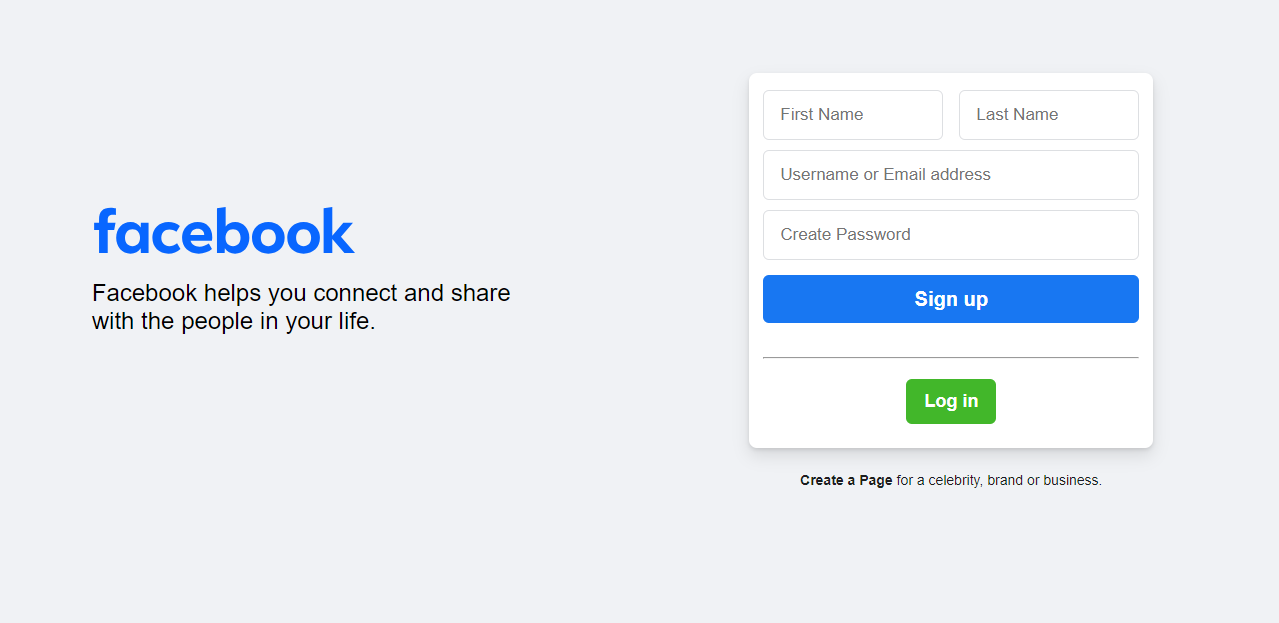 facebook
Facebook helps you connect and share
with the people in your life.
First Name
Last Name
Username or Email address
Create Password
Sign up
Log in
Create a Page for a celebrity, brand or business.